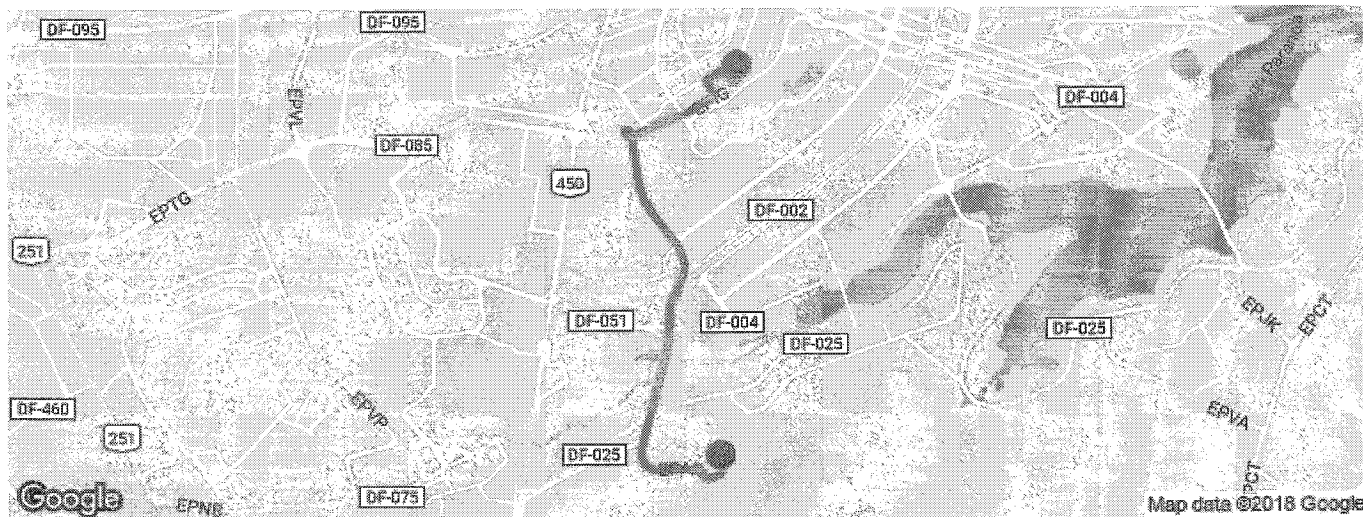 DF-095
DF-095
EPVL
DF-004
DF-085
450
EPTG
DF-002
251
DF-051
DF-004
DF-025
DF-025
EPJK
EPCT
DF-460
251
EPVP
DF-025
EPVA
DF-075
Google
EPNB
Map data ©2018 Google